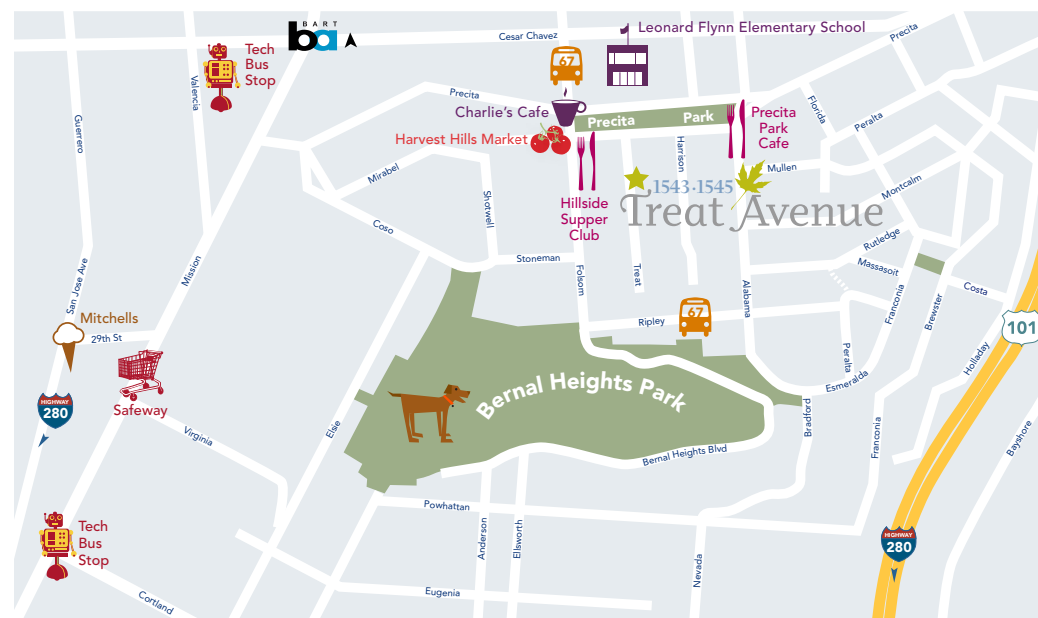 BART
ba
Cesar Chavez
Leonard Flynn Elementary School
Precita
Tech
Bus
Stop
67
Valencia
Precita
Charlie's Cafe
Precita Park
Precita
Park
Cafe
Florida
Peralta
Guerrero
Harvest Hills Market
Harrison
Mullen
Mirabel
1543·1545
Treat Avenue
Montcalm
Shotwell
Hillside
Supper
Club
Coso
Rutledge
Stoneman
Massasoit
San Jose Ave
Mission
Folsom
Treat
Alabama
Franconia
Brewster
Costa
Mitchells
29th St
Ripley
67
101
Peralta
Holladay
Safeway
HIGHWAY
280
Bernal Heights Park
Esmeralda
Virginia
Elsie
Bradford
Franconia
Bayshore
Bernal Heights Blvd
Powhattan
Tech
Bus
Stop
Anderson
Ellsworth
HIGHWAY
280
Nevada
Cortland
Eugenia